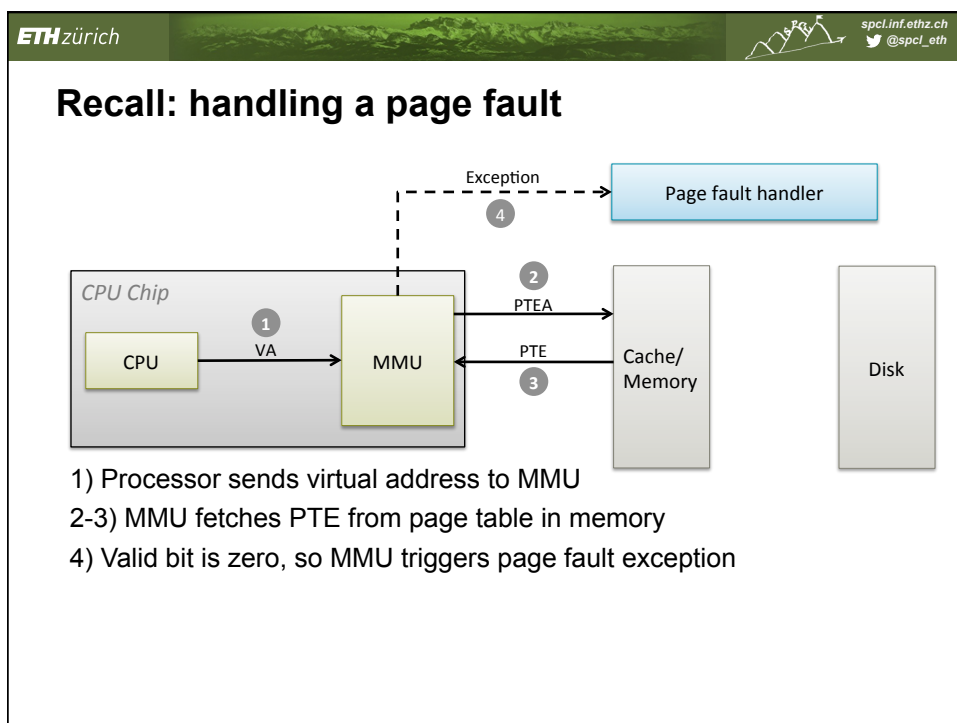 ETH zürich
spcl.inf.ethz.ch
@spcl_eth
Recall: handling a page fault
Exception
4
Page fault handler
CPU Chip
2
PTEA
1
VA
CPU
MMU
PTE
3
Cache/
Memory
Disk
1) Processor sends virtual address to MMU
2-3) MMU fetches PTE from page table in memory
4) Valid bit is zero, so MMU triggers page fault exception